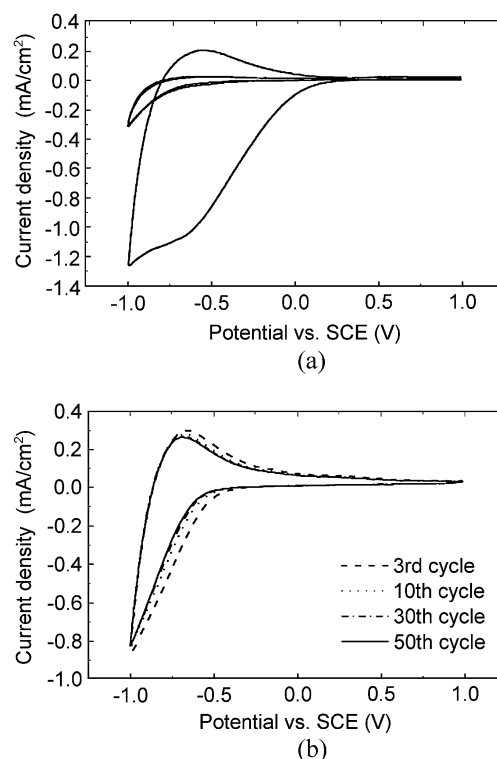 0.4
0.2
0.0
-0.2
-0.4
-0.6
-0.8
-1.0
-1.2
-1.4
Current density (mA/cm²)
-1.0 -0.5 0.0 0.5 1.0
Potential vs. SCE (V)
(a)
0.4
0.2
0.0
-0.2
-0.4
-0.6
-0.8
-1.0
Current density (mA/cm²)
3rd cycle
10th cycle
30th cycle
50th cycle
-1.0 -0.5 0.0 0.5 1.0
Potential vs. SCE (V)
(b)